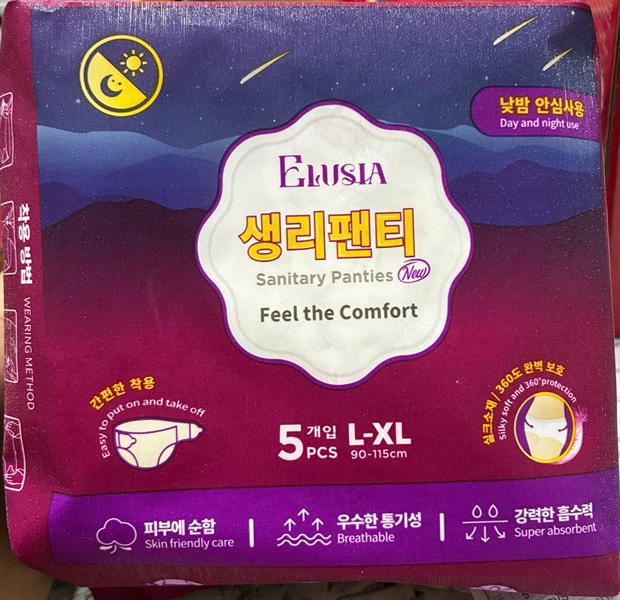 낮밤 안심사용
Day and night use
ELUSIA
생리팬티
Sanitary Panties New
Feel the Comfort
착용 방법 WEARING METHOD
간편한 착용
Easy to put on and take off
5개입
PCS
L-XL
90-115cm
실크소재 / 360도 완벽 보호
Silky soft and 360° protection
피부에 순함
Skin friendly care
우수한 통기성
Breathable
강력한 흡수력
Super absorbent